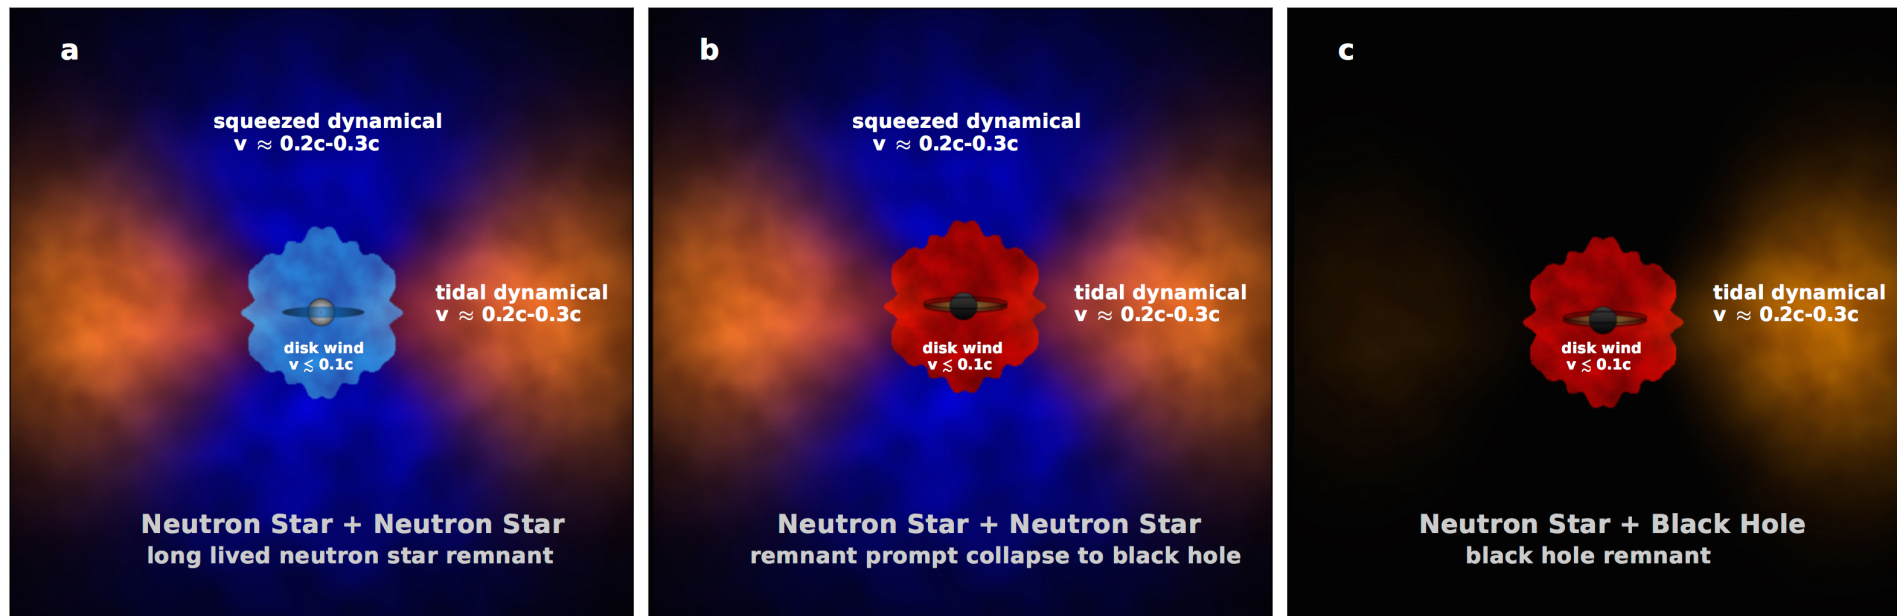 a
squeezed dynamical
v ≈ 0.2c-0.3c
tidal dynamical
v ≈ 0.2c-0.3c
disk wind
v ≲ 0.1c
Neutron Star + Neutron Star
long lived neutron star remnant
b
squeezed dynamical
v ≈ 0.2c-0.3c
tidal dynamical
v ≈ 0.2c-0.3c
disk wind
v ≲ 0.1c
Neutron Star + Neutron Star
remnant prompt collapse to black hole
c
tidal dynamical
v ≈ 0.2c-0.3c
disk wind
v ≲ 0.1c
Neutron Star + Black Hole
black hole remnant